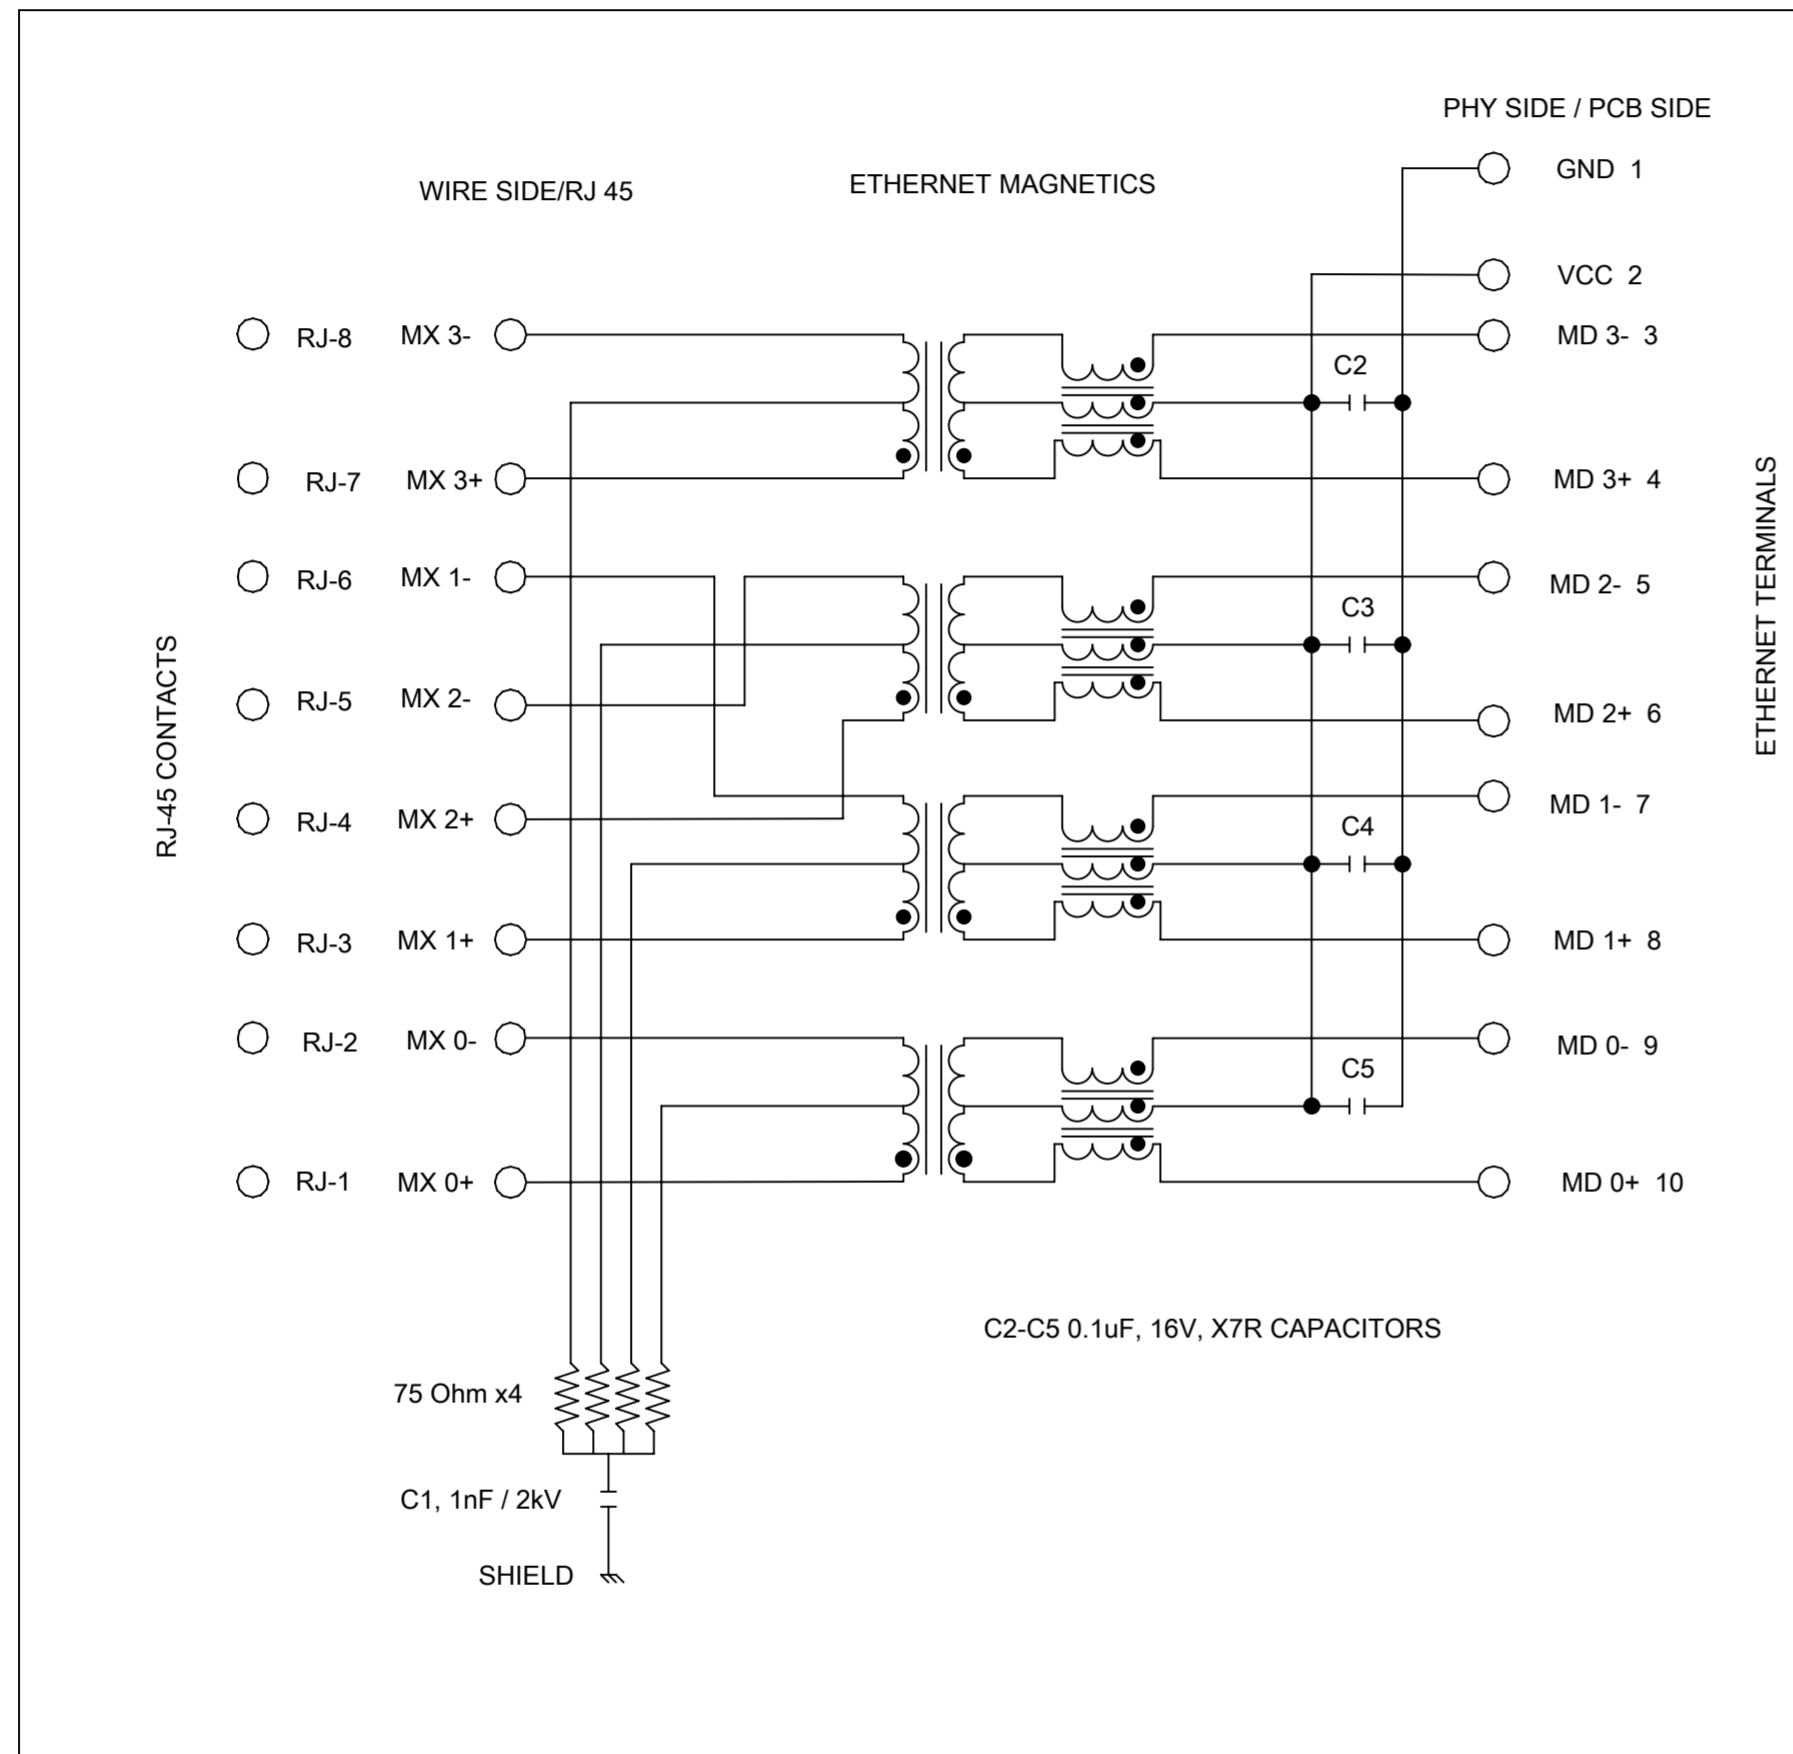 PHY SIDE / PCB SIDE
GND 1
WIRE SIDE/RJ 45
ETHERNET MAGNETICS
VCC 2
RJ-8 MX 3-
MD 3- 3
C2
RJ-7 MX 3+
MD 3+ 4
RJ-6 MX 1-
MD 2- 5
C3
RJ-5 MX 2-
MD 2+ 6
RJ-4 MX 2+
MD 1- 7
C4
RJ-3 MX 1+
MD 1+ 8
RJ-2 MX 0-
MD 0- 9
C5
RJ-1 MX 0+
MD 0+ 10
RJ-45 CONTACTS
ETHERNET TERMINALS
C2-C5 0.1uF, 16V, X7R CAPACITORS
75 Ohm x4
C1, 1nF / 2kV
SHIELD